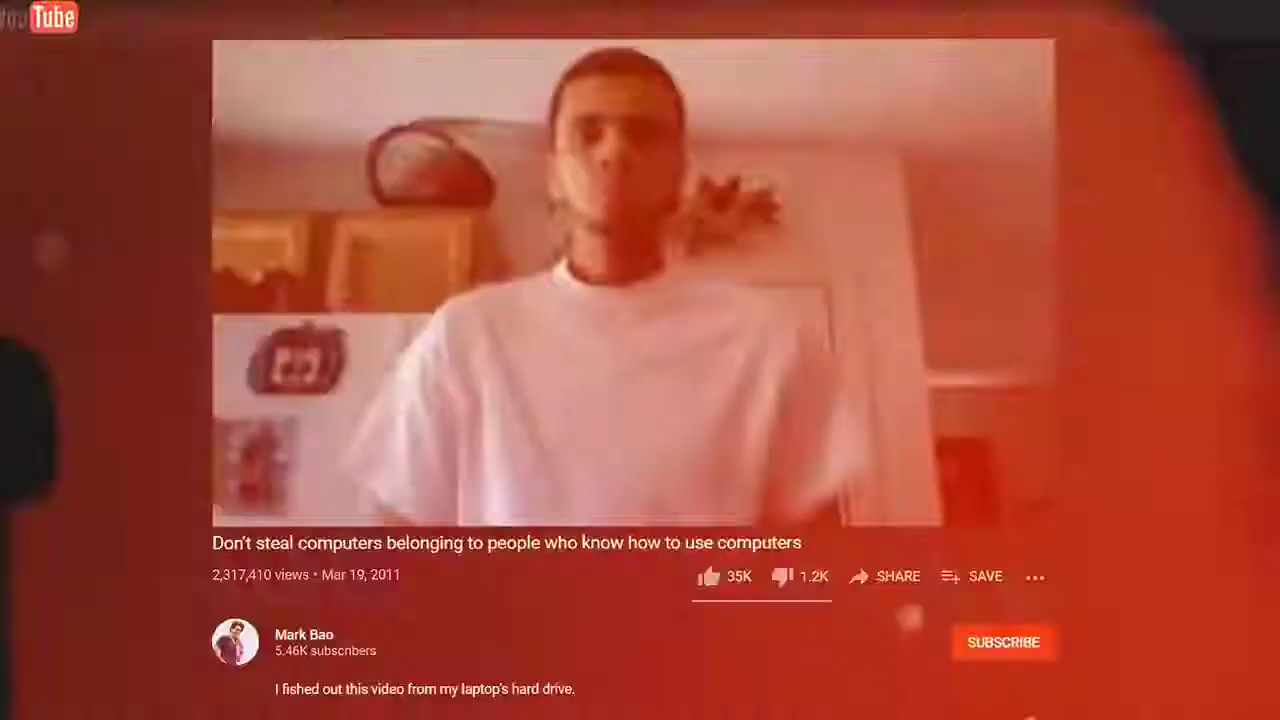 YouTube
Don't steal computers belonging to people who know how to use computers
2,317,410 views • Mar 19, 2011
35K
1.2K
SHARE
SAVE
Mark Bao
5.46K subscribers
SUBSCRIBE
I fished out this video from my laptop's hard drive.